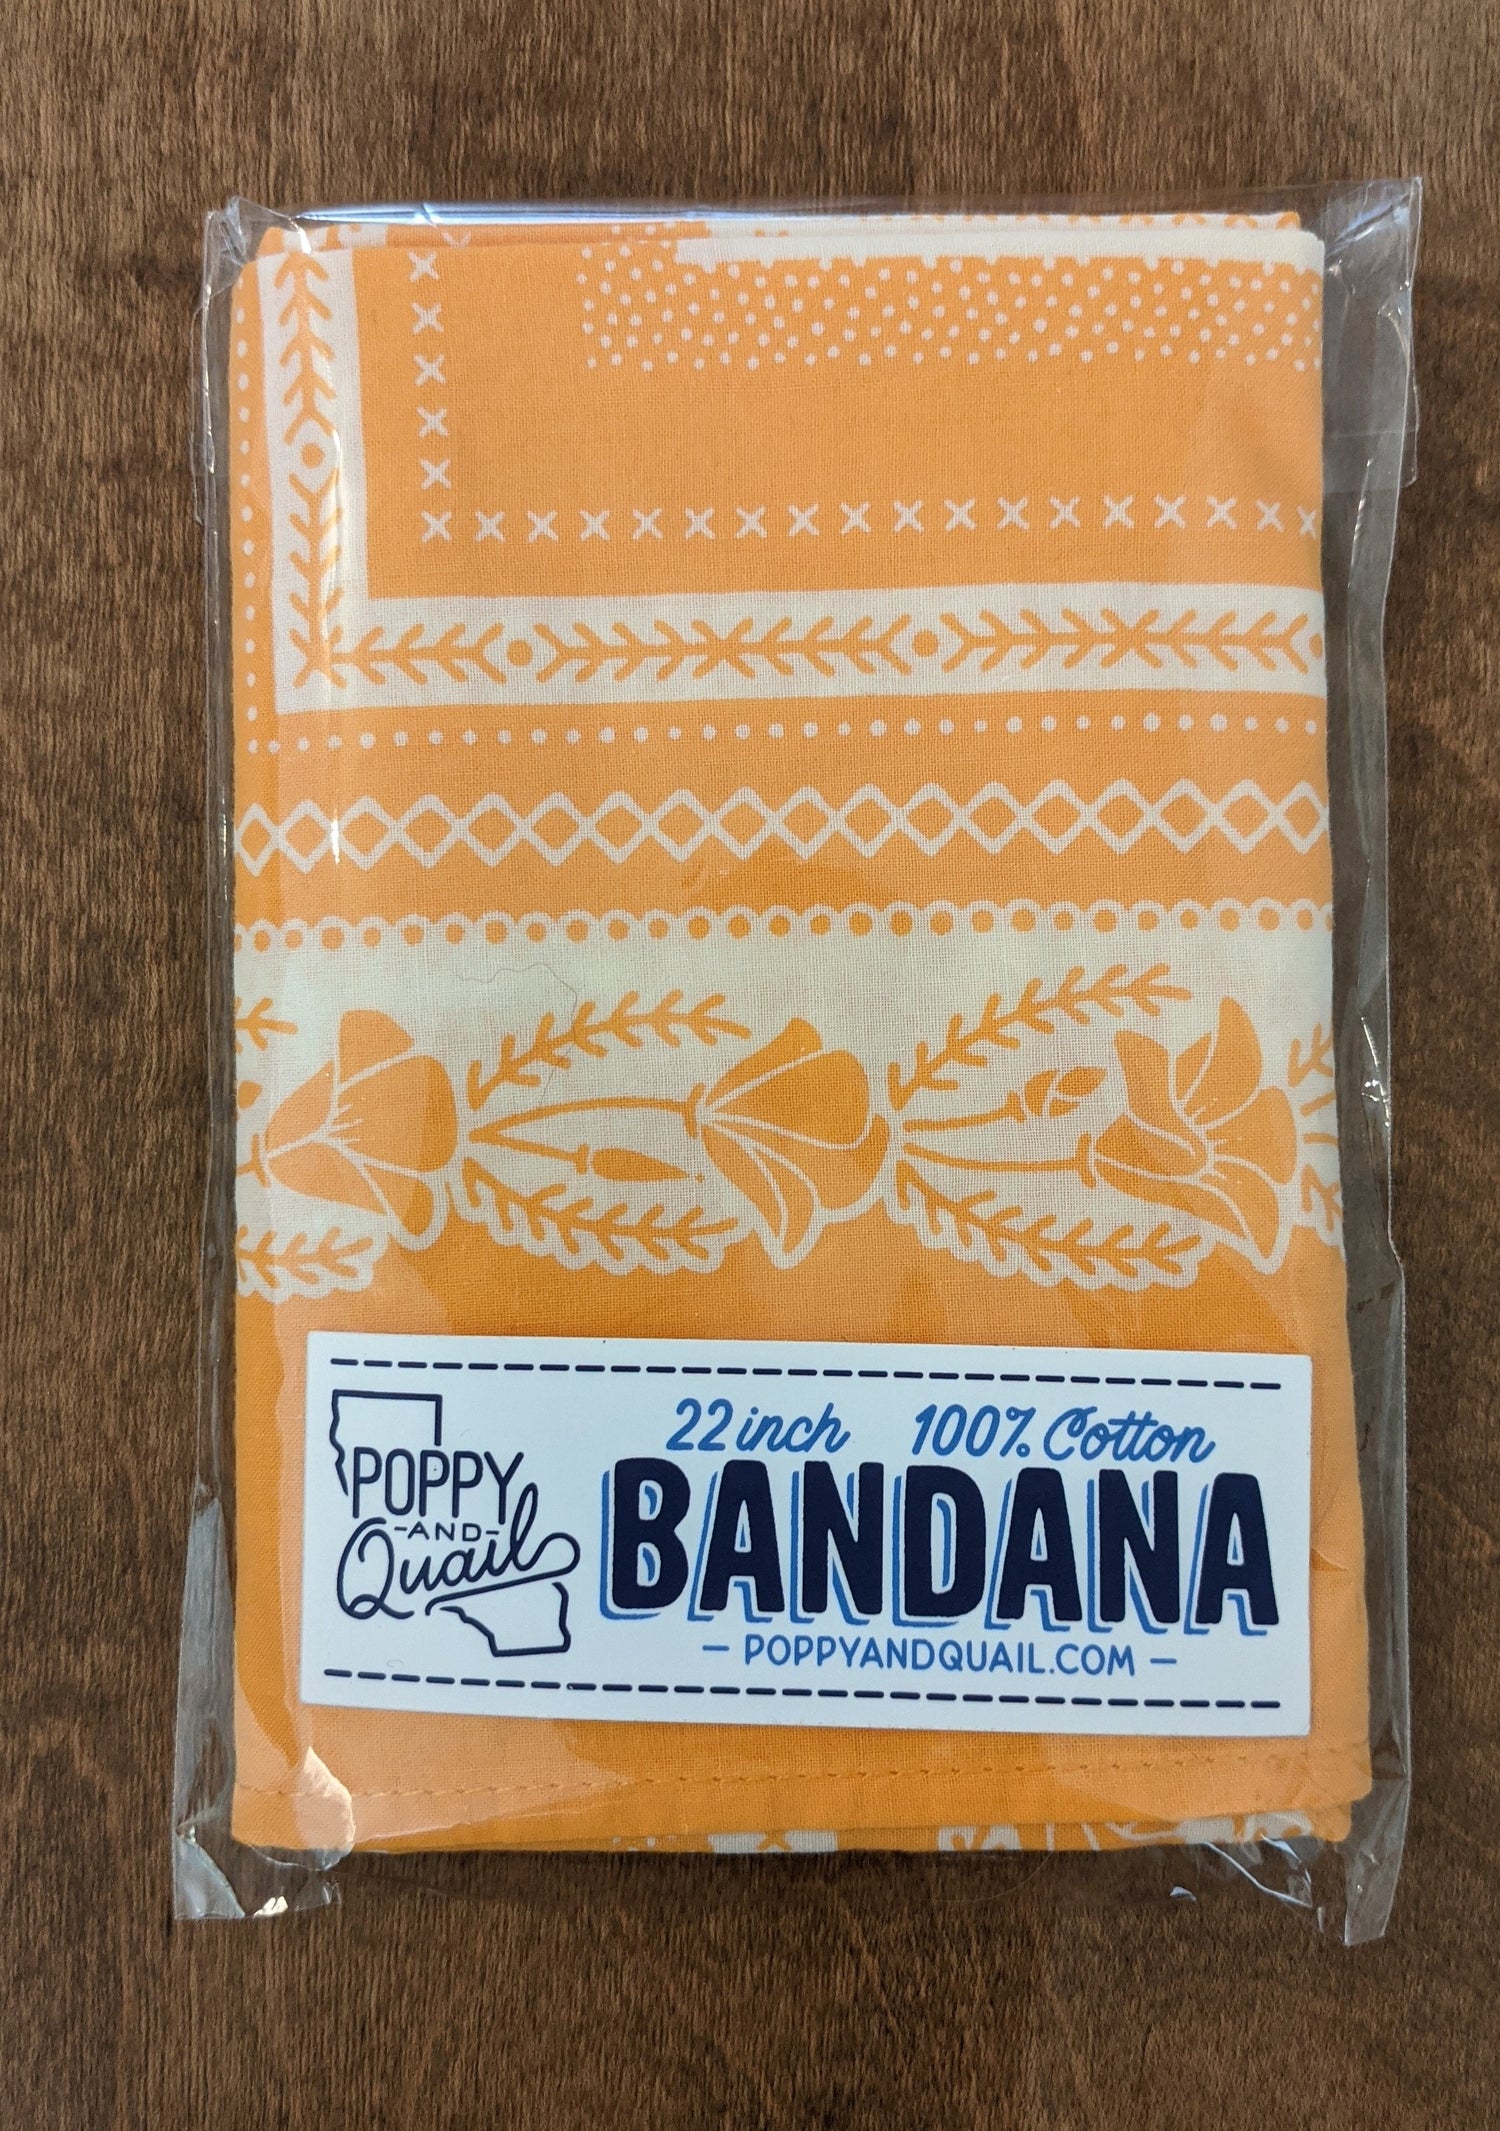 POPPY
-AND-
Quail
22 inch 100% Cotton
BANDANA
— POPPYANDQUAIL.COM —